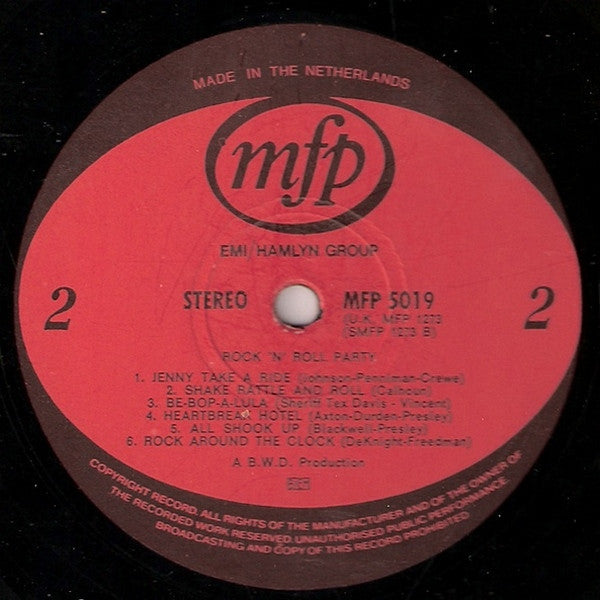 MADE IN THE NETHERLANDS
mfp
EMI/HAMLYN GROUP
2
STEREO
MFP 5019
2
(U.K. MFP 1273
(SMFP 1273 B)
ROCK 'N' ROLL PARTY
1. JENNY TAKE A RIDE (Johnson-Penniman-Crewe)
2. SHAKE RATTLE AND ROLL (Calhoun)
3. BE-BOP-A-LULA (Sheriff Tex Davis - Vincent)
4. HEARTBREAK HOTEL (Axton-Durden-Presley)
5. ALL SHOOK UP (Blackwell-Presley)
6. ROCK AROUND THE CLOCK (DeKnight-Freedman)
A B.W.D. Production
COPYRIGHT RECORD. ALL RIGHTS OF THE MANUFACTURER AND OF THE OWNER OF
THE RECORDED WORK RESERVED. UNAUTHORISED PUBLIC PERFORMANCE
BROADCASTING AND COPY OF THIS RECORD PROHIBITED